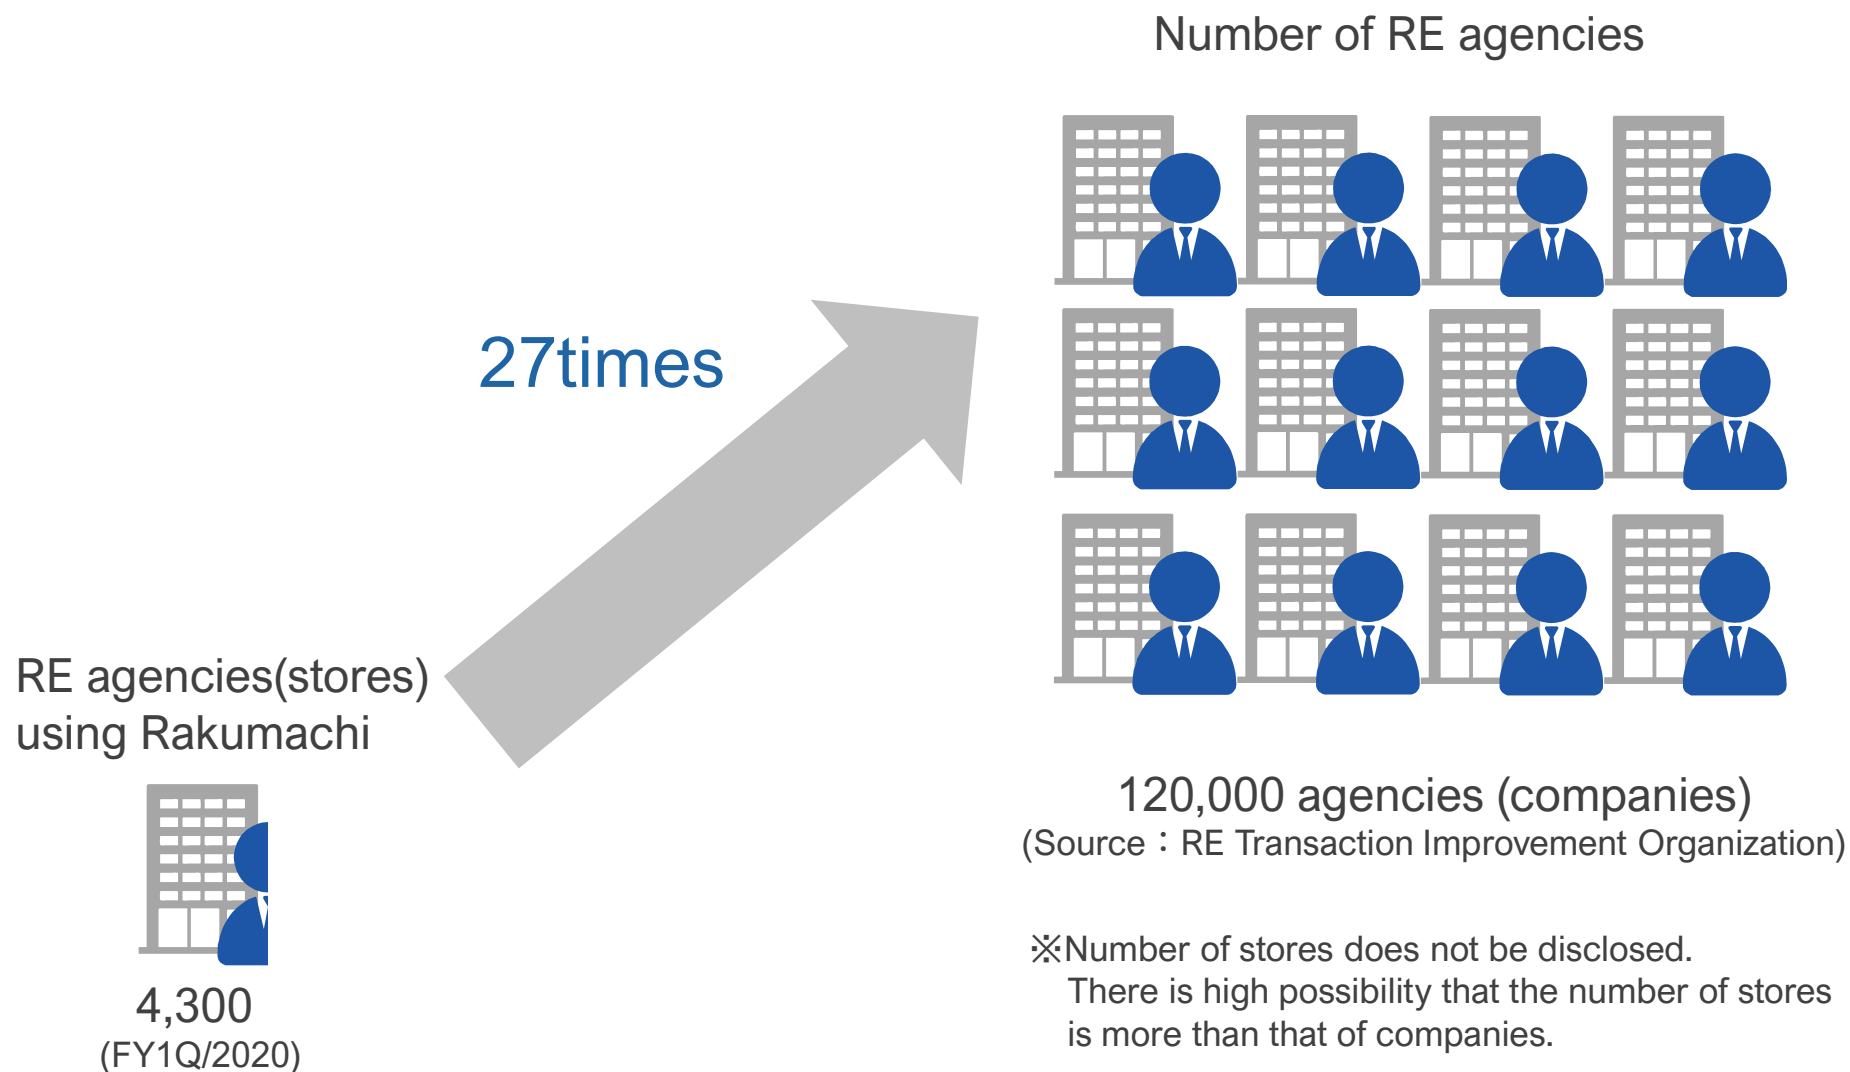 Number of RE agencies
27times
RE agencies(stores)
using Rakumachi
4,300
(FY1Q/2020)
120,000 agencies (companies)
(Source：RE Transaction Improvement Organization)
※Number of stores does not be disclosed.
There is high possibility that the number of stores
is more than that of companies.